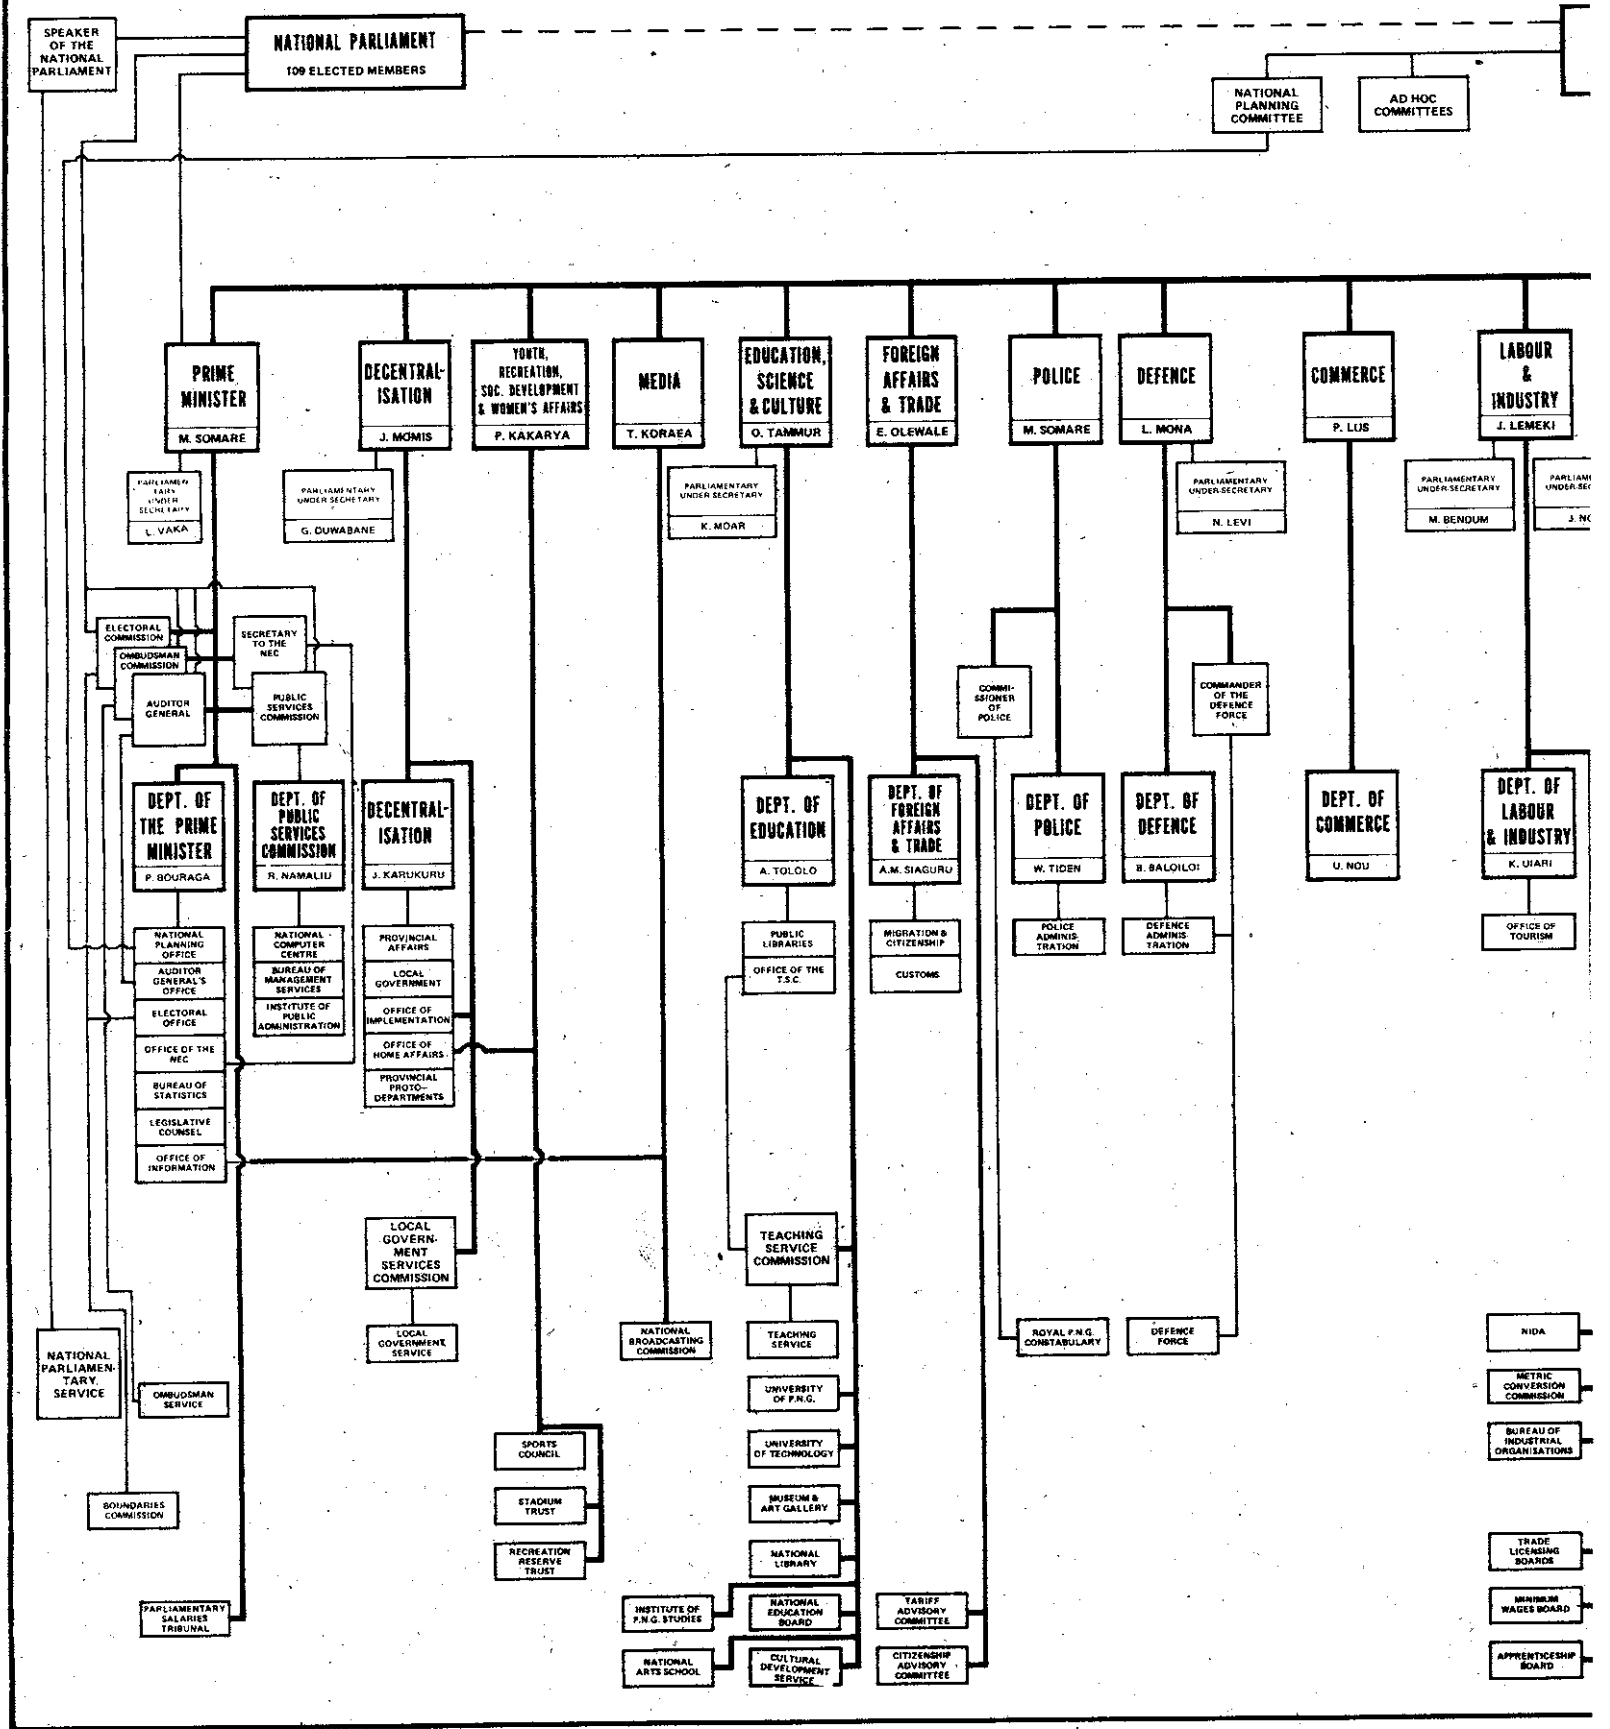 SPEAKER
OF THE
NATIONAL
PARLIAMENT
NATIONAL PARLIAMENT
109 ELECTED MEMBERS
NATIONAL
PLANNING
COMMITTEE
AD HOC
COMMITTEES
PRIME
MINISTER
M. SOMARE
DECENTRAL-
ISATION
J. MOMIS
YOUTH,
RECREATION,
SOC. DEVELOPMENT
& WOMEN'S AFFAIRS
P. KAKARYA
MEDIA
T. KORAEA
EDUCATION,
SCIENCE
& CULTURE
O. TAMMUR
FOREIGN
AFFAIRS
& TRADE
E. OLEWALE
POLICE
M. SOMARE
DEFENCE
L. MONA
COMMERCE
P. LUS
LABOUR
&
INDUSTRY
J. LEMEKI
PARLIAMEN
TARY
UNDER
SECRETARY
L. VAKA
PARLIAMENTARY
UNDER SECRETARY
G. DUWABANE
PARLIAMENTARY
UNDER SECRETARY
K. MOAR
PARLIAMENTARY
UNDER-SECRETARY
N. LEVI
PARLIAMENTARY
UNDER-SECRETARY
M. BENDUM
PARLIAM
UNDER-SEC
ELECTORAL
COMMISSION
OMBUDSMAN
COMMISSION
AUDITOR
GENERAL
SECRETARY
TO THE
NEC
PUBLIC
SERVICES
COMMISSION
COMMI-
SSIONER
OF
POLICE
COMMANDER
OF THE
DEFENCE
FORCE
DEPT. OF
THE PRIME
MINISTER
P. BOURAGA
DEPT. OF
PUBLIC
SERVICES
COMMISSION
R. NAMALIU
DECENTRAL-
ISATION
J. KARUKURU
DEPT. OF
EDUCATION
A. TOLOLO
DEPT. OF
FOREIGN
AFFAIRS
& TRADE
A.M. SIAGURU
DEPT. OF
POLICE
W. TIDEN
DEPT. OF
DEFENCE
B. BALOILOI
DEPT. OF
COMMERCE
U. NOU
DEPT. OF
LABOUR
& INDUSTRY
K. UIARI
NATIONAL
PLANNING
OFFICE
AUDITOR
GENERAL'S
OFFICE
ELECTORAL
OFFICE
OFFICE OF THE
NEC
BUREAU OF
STATISTICS
LEGISLATIVE
COUNSEL
OFFICE OF
INFORMATION
NATIONAL
COMPUTER
CENTRE
BUREAU OF
MANAGEMENT
SERVICES
INSTITUTE OF
PUBLIC
ADMINISTRATION
PROVINCIAL
AFFAIRS
LOCAL
GOVERNMENT
OFFICE OF
IMPLEMENTATION
OFFICE OF
HOME AFFAIRS
PROVINCIAL
PROTO-
DEPARTMENTS
PUBLIC
LIBRARIES
OFFICE OF THE
T.S.C.
MIGRATION &
CITIZENSHIP
CUSTOMS
POLICE
ADMINIS-
TRATION
DEFENCE
ADMINIS-
TRATION
OFFICE OF
TOURISM
LOCAL
GOVERN-
MENT
SERVICES
COMMISSION
LOCAL
GOVERNMENT
SERVICE
TEACHING
SERVICE
COMMISSION
NATIONAL
BROADCASTING
COMMISSION
TEACHING
SERVICE
ROYAL P.N.G.
CONSTABULARY
DEFENCE
FORCE
NIDA
NATIONAL
PARLIAMEN-
TARY
SERVICE
OMBUDSMAN
SERVICE
UNIVERSITY
OF P.N.G.
METRIC
CONVERSION
COMMISSION
SPORTS
COUNCIL
UNIVERSITY
OF TECHNOLOGY
BUREAU OF
INDUSTRIAL
ORGANISATIONS
BOUNDARIES
COMMISSION
STADIUM
TRUST
MUSEUM &
ART GALLERY
RECREATION
RESERVE
TRUST
NATIONAL
LIBRARY
TRADE
LICENSING
BOARDS
PARLIAMENTARY
SALARIES
TRIBUNAL
INSTITUTE OF
P.N.G. STUDIES
NATIONAL
EDUCATION
BOARD
TARIFF
ADVISORY
COMMITTEE
MINIMUM
WAGES BOARD
NATIONAL
ARTS SCHOOL
CULTURAL
DEVELOPMENT
SERVICE
CITIZENSHIP
ADVISORY
COMMITTEE
APPRENTICESHIP
BOARD